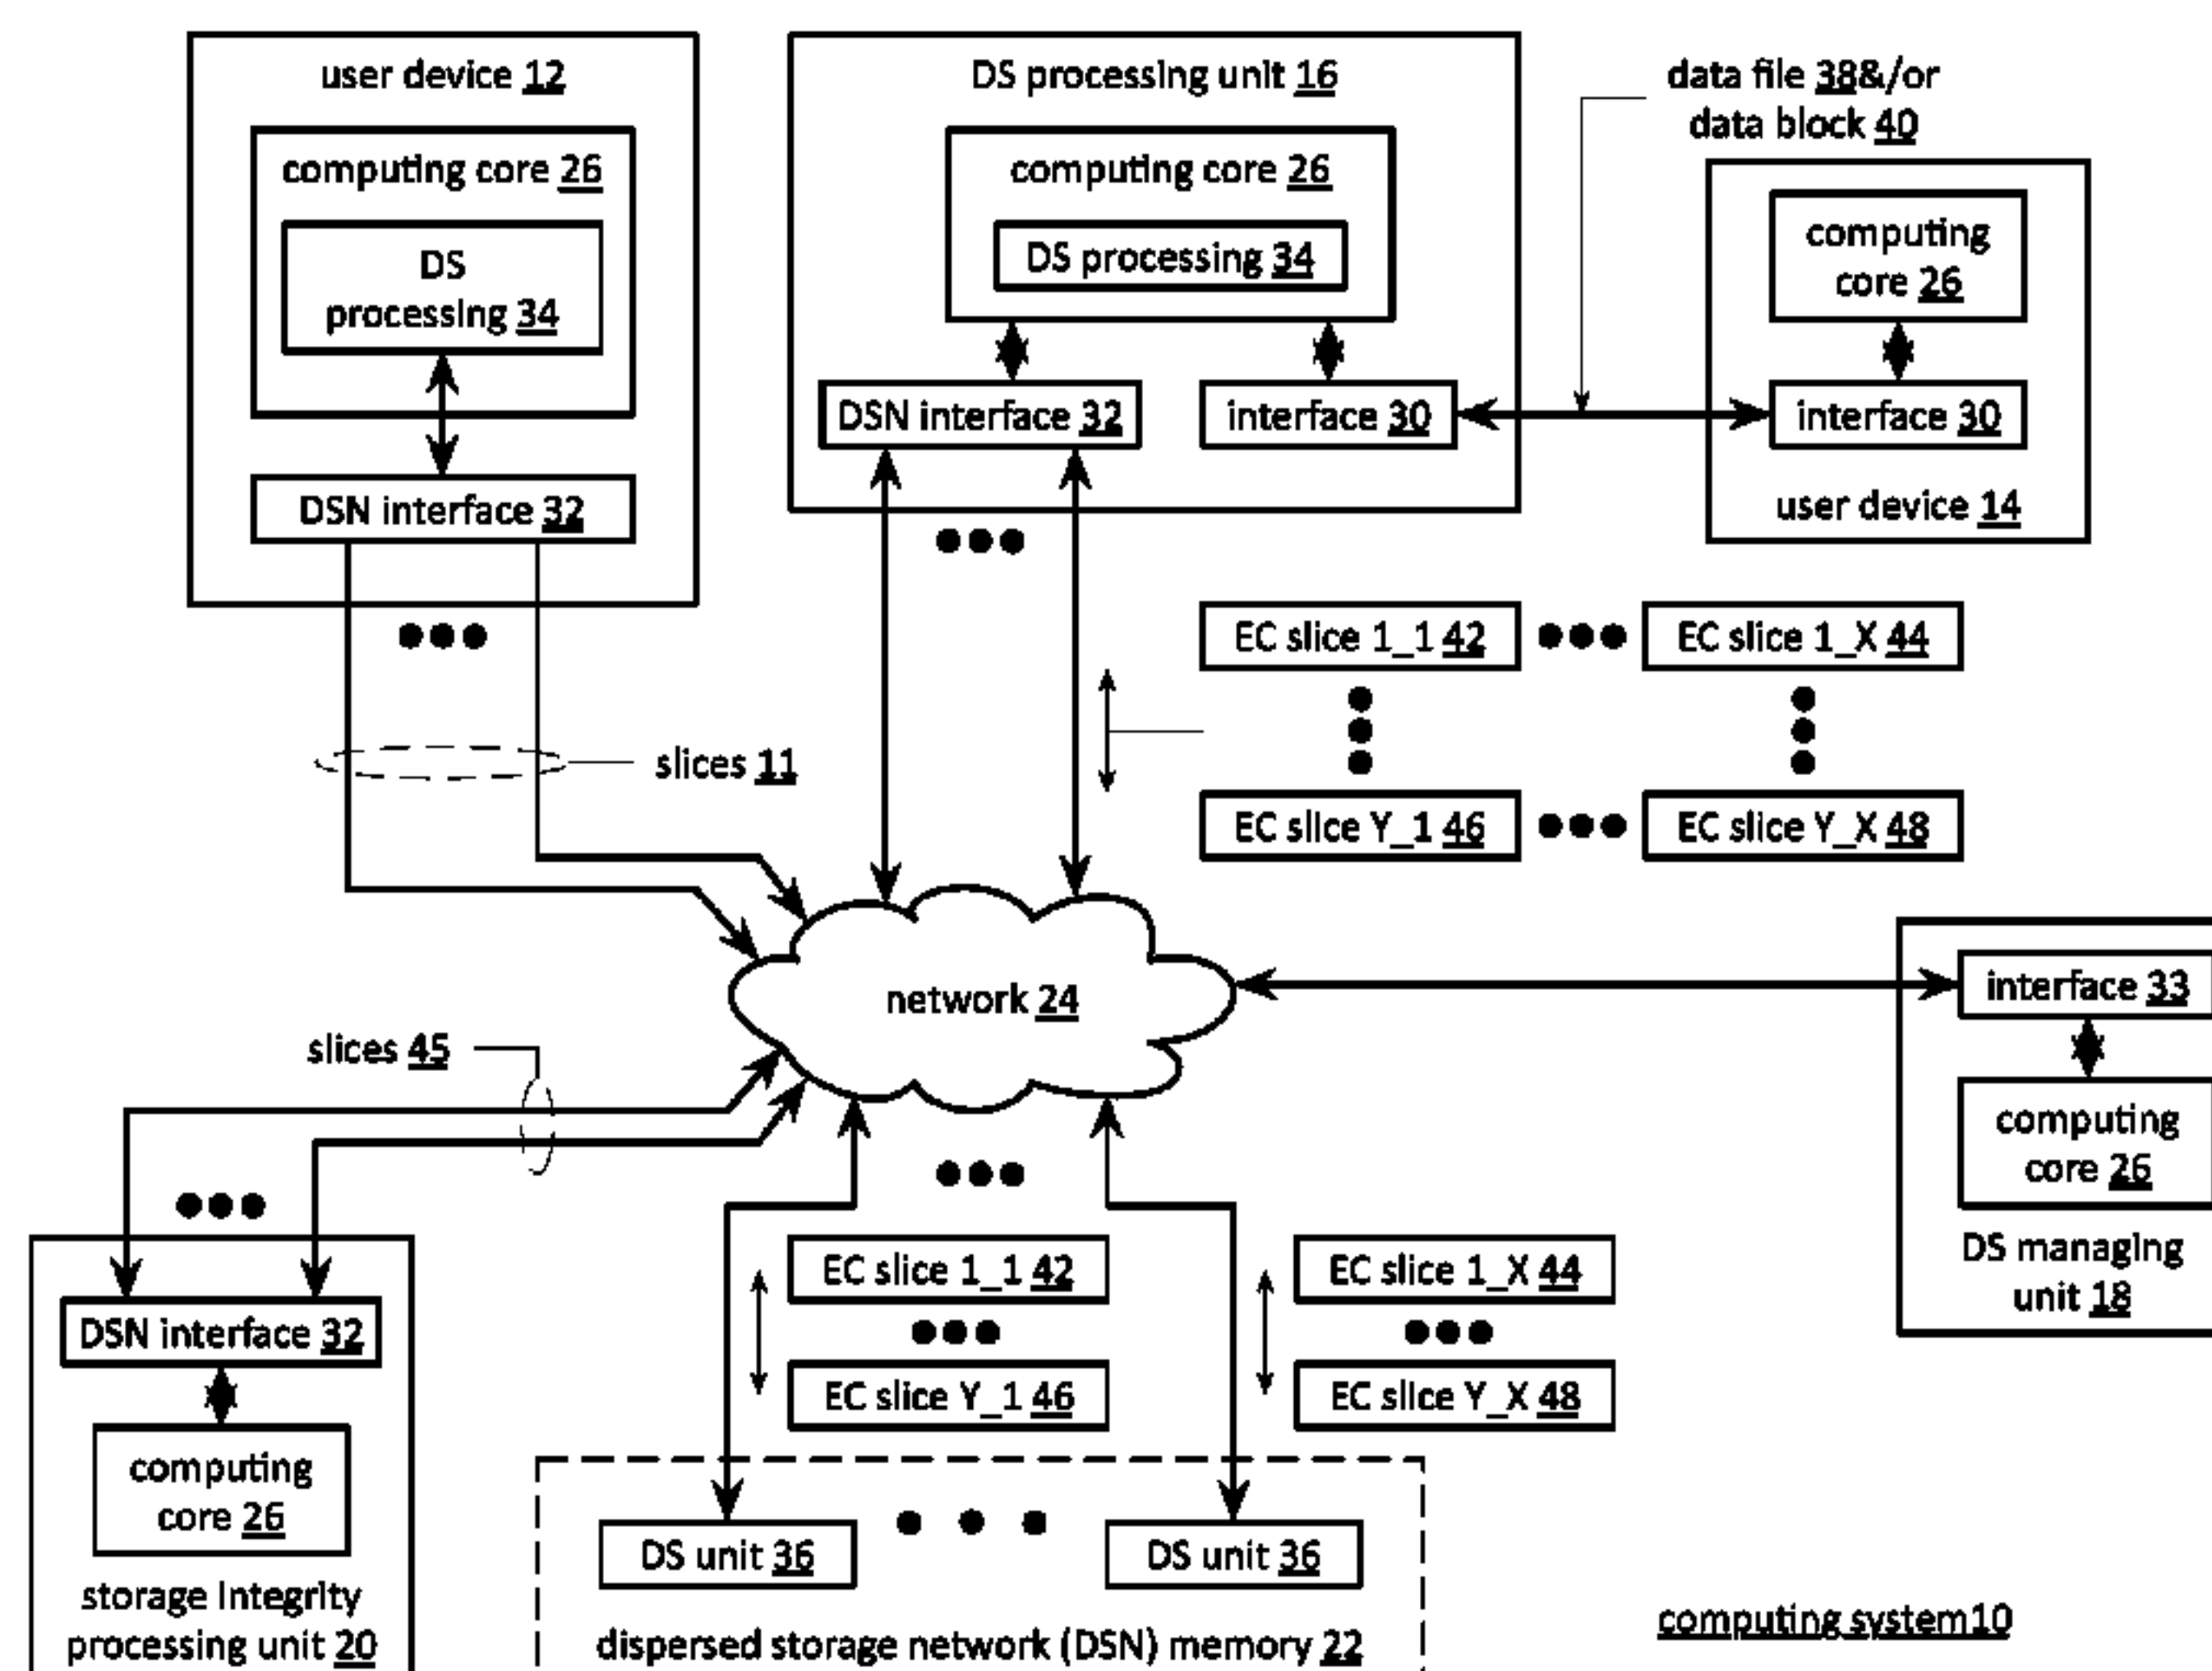 user device 12
computing core 26
DS
processing 34
DSN interface 32
DS processing unit 16
computing core 26
DS processing 34
DSN interface 32
interface 30
data file 38&/or
data block 40
computing
core 26
interface 30
user device 14
slices 11
EC slice 1_1 42
EC slice 1_X 44
EC slice Y_1 46
EC slice Y_X 48
network 24
interface 33
computing
core 26
DS managing
unit 18
slices 45
DSN interface 32
computing
core 26
storage integrity
processing unit 20
EC slice 1_1 42
EC slice Y_1 46
EC slice 1_X 44
EC slice Y_X 48
DS unit 36
DS unit 36
dispersed storage network (DSN) memory 22
computing system10